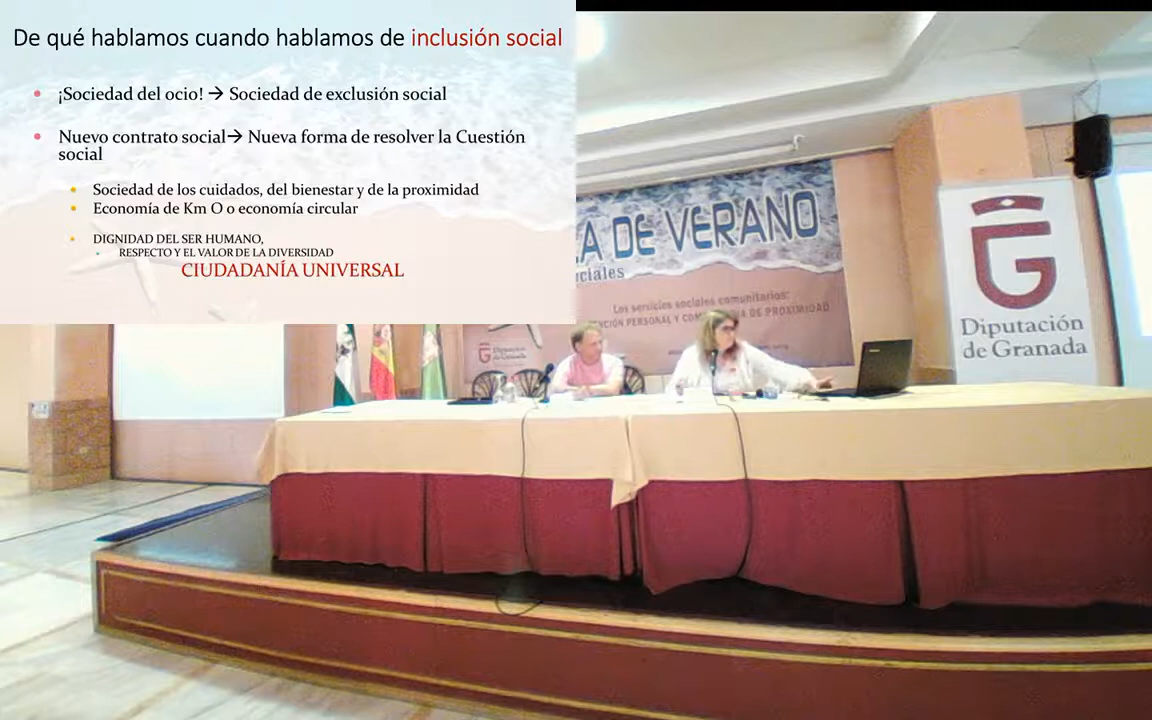 De qué hablamos cuando hablamos de inclusión social
• ¡Sociedad del ocio! → Sociedad de exclusión social
• Nuevo contrato social→ Nueva forma de resolver la Cuestión
social
• Sociedad de los cuidados, del bienestar y de la proximidad
• Economía de Km O o economía circular
• DIGNIDAD DEL SER HUMANO,
• RESPECTO Y EL VALOR DE LA DIVERSIDAD
CIUDADANÍA UNIVERSAL
A DE VERANO
ciales
Los servicios sociales comunitarios:
PERSONAL Y DE PROXIMIDAD
Diputación
de Granada
G
Diputación
de Granada